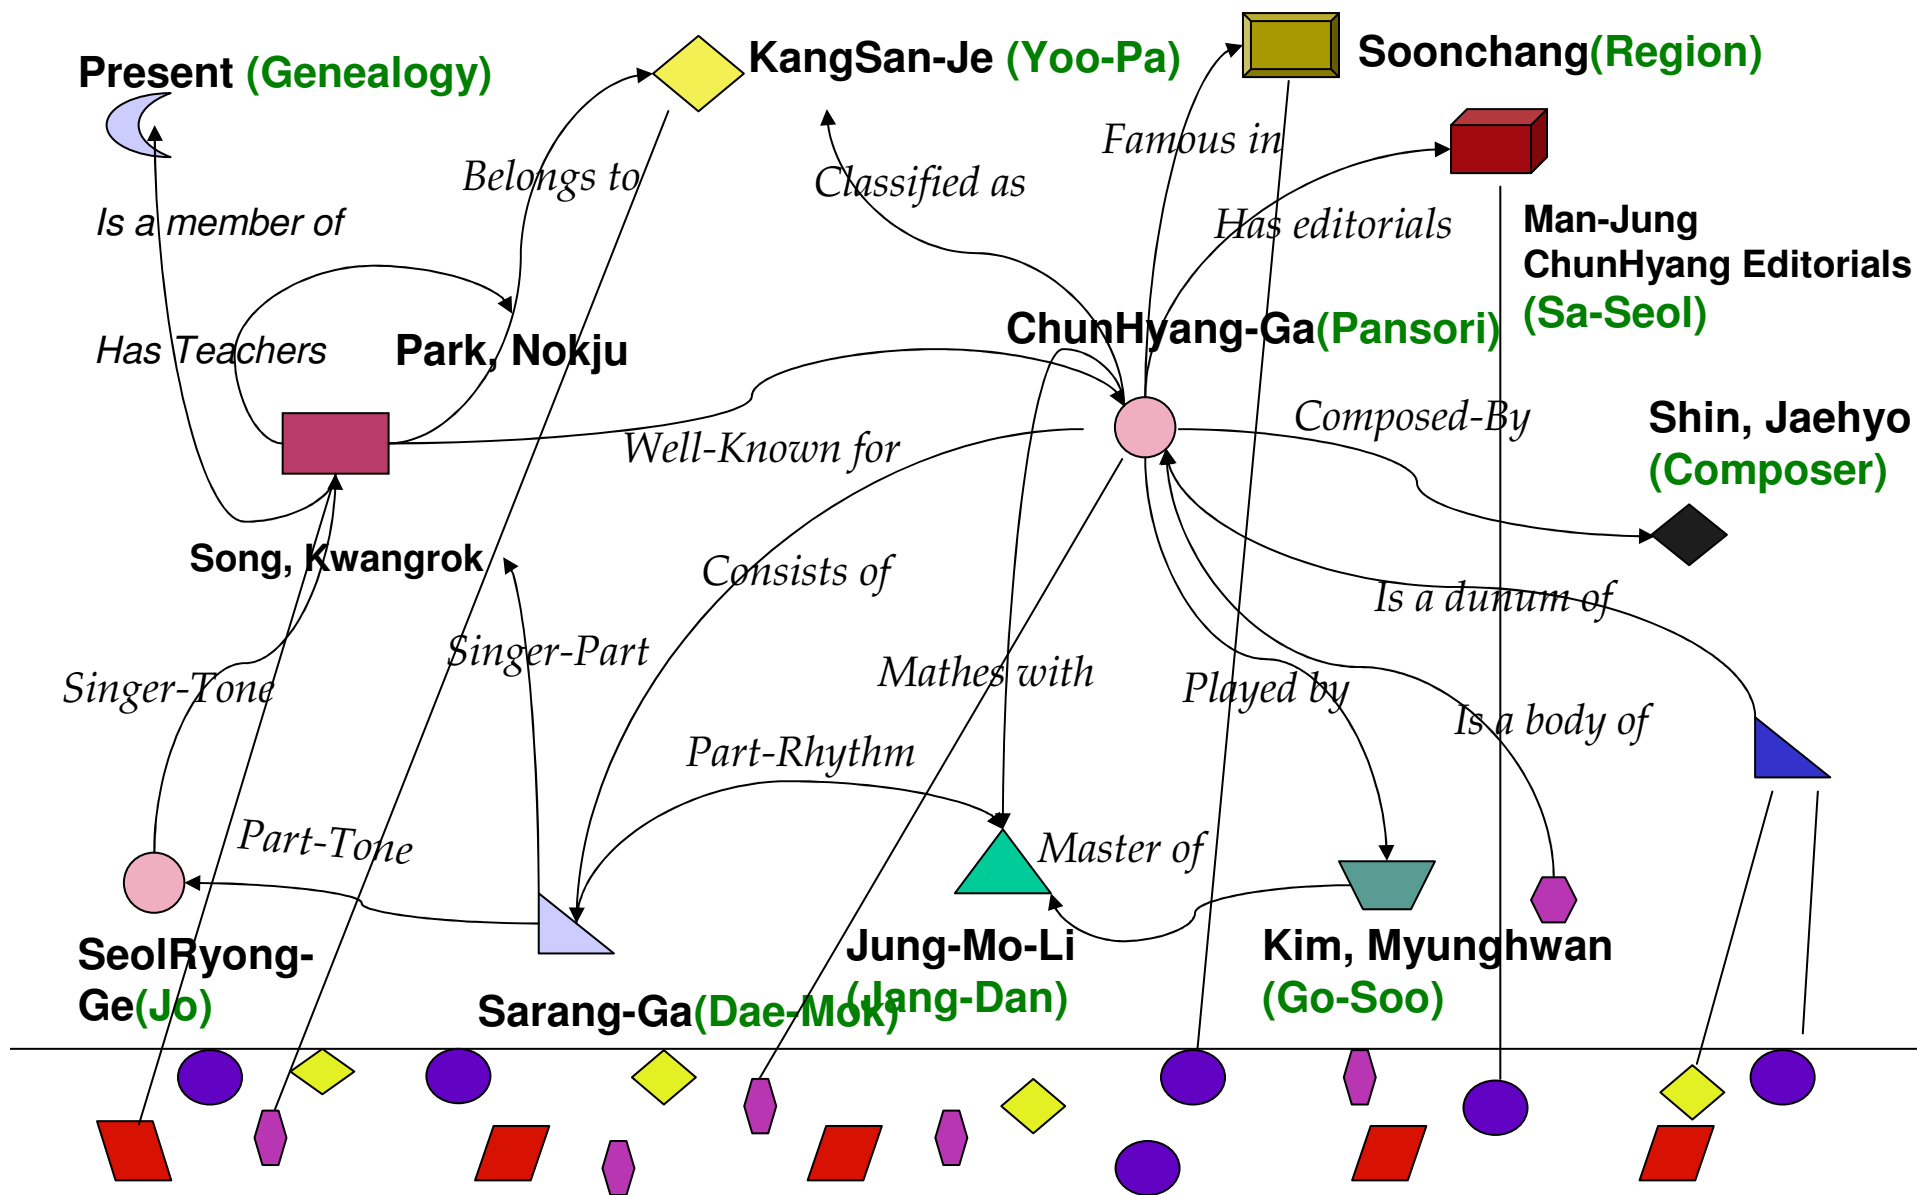 Present (Genealogy)
KangSan-Je (Yoo-Pa)
Soonchang(Region)
Belongs to
Classified as
Famous in
Is a member of
Has editorials
Man-Jung
ChunHyang Editorials
(Sa-Seol)
Has Teachers
Park, Nokju
ChunHyang-Ga(Pansori)
Well-Known for
Composed-By
Shin, Jaehyo
(Composer)
Song, Kwangrok
Consists of
Is a dunum of
Singer-Tone
Singer-Part
Mathes with
Played by
Is a body of
Part-Rhythm
Part-Tone
Master of
SeolRyong-
Ge(Jo)
Sarang-Ga(Dae-Mok)
Jung-Mo-Li
(Jang-Dan)
Kim, Myunghwan
(Go-Soo)